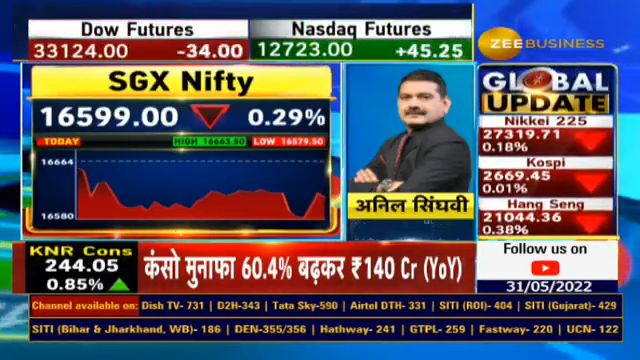 Dow Futures
33124.00 -34.00
Nasdaq Futures
12723.00 +45.25
ZEE BUSINESS
SGX Nifty
16599.00 0.29%
TODAY HIGH 16663.50 LOW 16579.50
16664
16580
अनिल सिंघवी
GLOBAL
UPDATE
Nikkei 225
27319.71
0.18%
Kospi
2669.45
0.01%
Hang Seng
21044.36
0.38%
KNR Cons
244.05
0.85%
कंसो मुनाफा 60.4% बढ़कर ₹140 Cr (YoY)
Follow us on
31/05/2022
Channel available on: Dish TV- 731 | D2H-343 | Tata Sky-590 | Airtel DTH- 331 | SITI (ROI)- 404 | SITI (Gujarat)- 429
SITI (Bihar & Jharkhand, WB)- 186 | DEN-355/356 | Hathway- 241 | GTPL- 259 | Fastway- 220 | UCN- 122